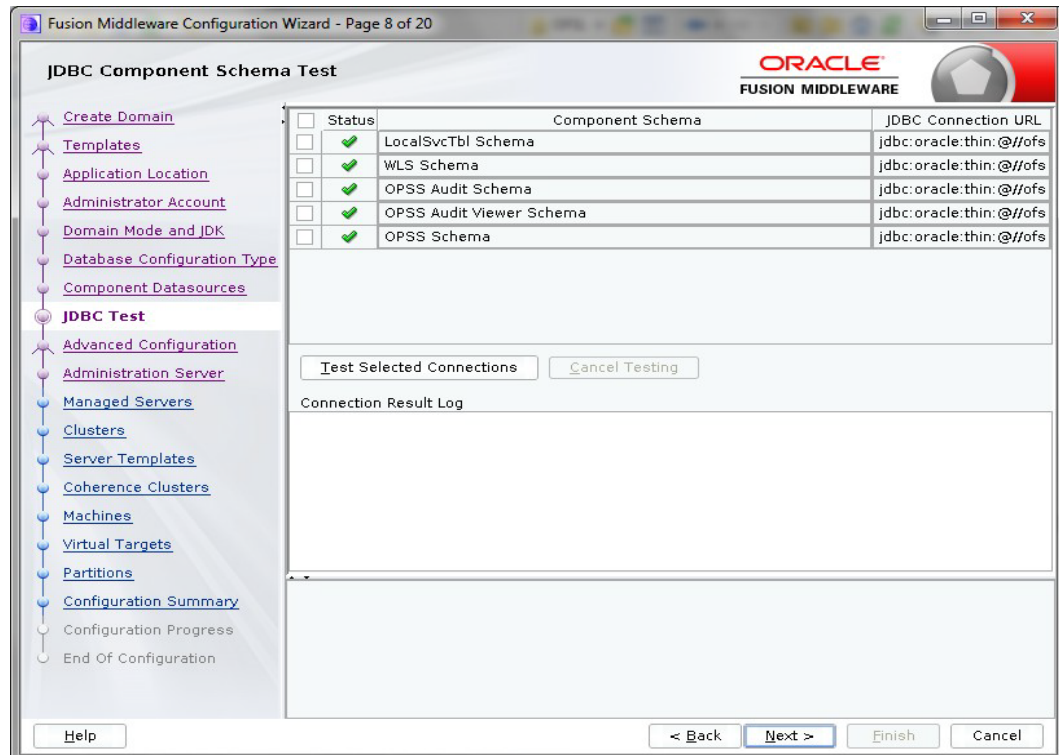 Fusion Middleware Configuration Wizard - Page 8 of 20
JDBC Component Schema Test
ORACLE
FUSION MIDDLEWARE
Create Domain
Templates
Application Location
Administrator Account
Domain Mode and JDK
Database Configuration Type
Component Datasources
JDBC Test
Advanced Configuration
Administration Server
Managed Servers
Clusters
Server Templates
Coherence Clusters
Machines
Virtual Targets
Partitions
Configuration Summary
Configuration Progress
End Of Configuration
Status Component Schema JDBC Connection URL
LocalSvcTbl Schema jdbc:oracle:thin:@//ofs
WLS Schema jdbc:oracle:thin:@//ofs
OPSS Audit Schema jdbc:oracle:thin:@//ofs
OPSS Audit Viewer Schema jdbc:oracle:thin:@//ofs
OPSS Schema jdbc:oracle:thin:@//ofs
Test Selected Connections Cancel Testing
Connection Result Log
Help < Back Next > Finish Cancel